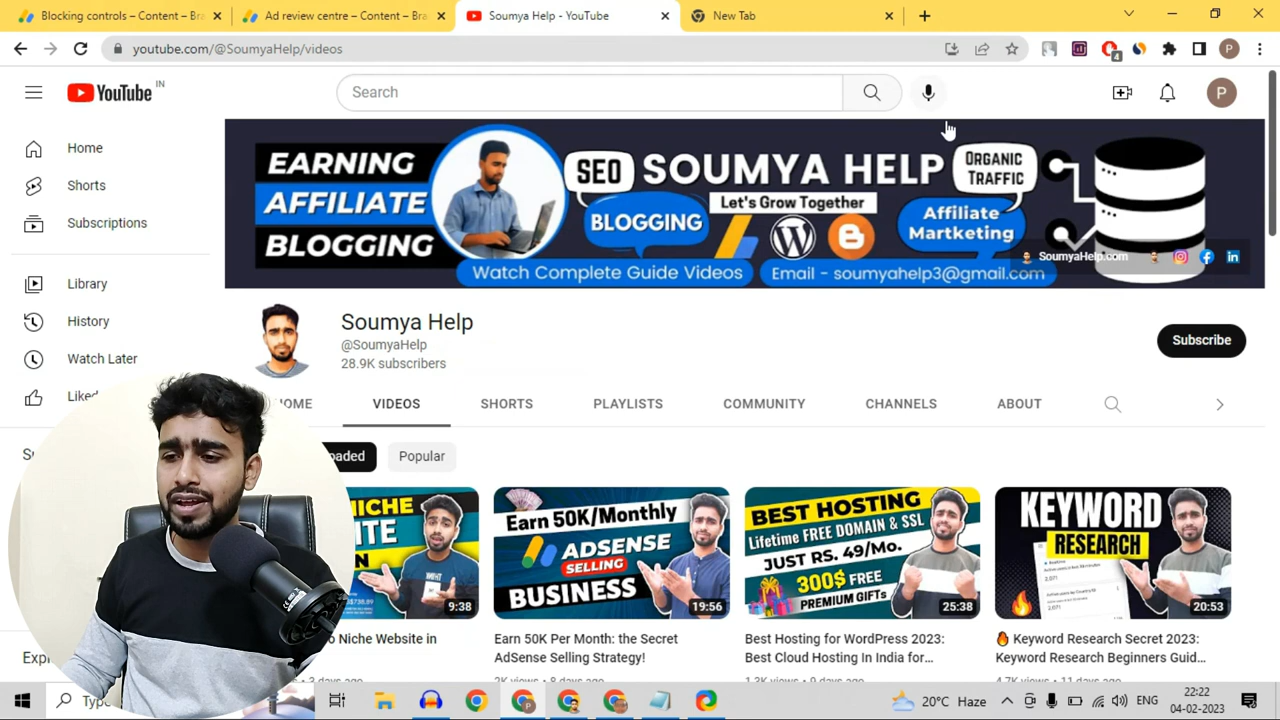 Blocking controls – Content – Bra
Ad review centre – Content – Bra
Soumya Help - YouTube
New Tab
youtube.com/@SoumyaHelp/videos
4
P
YouTube IN
Search
P
Home
Shorts
Subscriptions
Library
History
Watch Later
Liked
EARNING
AFFILIATE
BLOGGING
SEO
SOUMYA HELP
ORGANIC
TRAFFIC
Let's Grow Together
BLOGGING
Affiliate
Martketing
Watch Complete Guide Videos
Email - soumyahelp3@gmail.com
SoumyaHelp.com
Soumya Help
@SoumyaHelp
28.9K subscribers
Subscribe
HOME
VIDEOS
SHORTS
PLAYLISTS
COMMUNITY
CHANNELS
ABOUT
Popular
9:38
Niche Website in
Earn 50K/Monthly
ADSENSE
SELLING
BUSINESS
19:56
Earn 50K Per Month: the Secret
AdSense Selling Strategy!
BEST HOSTING
Lifetime FREE DOMAIN & SSL
JUST RS. 49/Mo.
300$ FREE
PREMIUM GIFTS
25:38
Best Hosting for WordPress 2023:
Best Cloud Hosting In India for...
KEYWORD
RESEARCH
20:53
Keyword Research Secret 2023:
Keyword Research Beginners Guid...
20°C Haze
ENG
22:22
04-02-2023